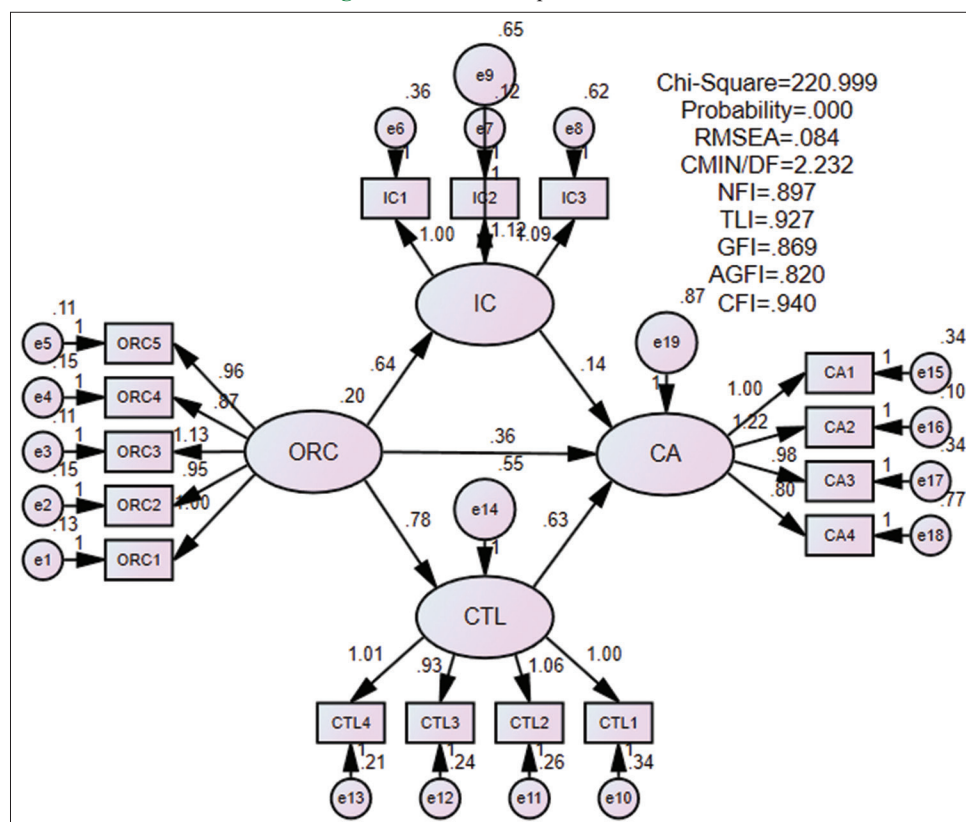 .65
e9
.36
.12
.62
e6
e7
e8
1
1
1
1
IC1
IC2
IC3
1.00
1.12
1.09
IC
Chi-Square=220.999
Probability=.000
RMSEA=.084
CMIN/DF=2.232
NFI=.897
TLI=.927
GFI=.869
AGFI=.820
CFI=.940
.11
e5
1
ORC5
.96
.15
e4
1
ORC4
.87
.11
e3
1
ORC3
1.13
.15
e2
1
ORC2
.95
.13
e1
1
ORC1
1.00
.20
ORC
.64
.14
.36
.78
.63
.87
e19
1
CA
.55
e14
1
CTL
1.00
CA1
1
.34
e15
1.22
CA2
1
.10
e16
.98
CA3
1
.34
e17
.80
CA4
1
.77
e18
1.01
.93
1.06
1.00
CTL4
CTL3
CTL2
CTL1
1
1
1
1
.21
.24
.26
.34
e13
e12
e11
e10